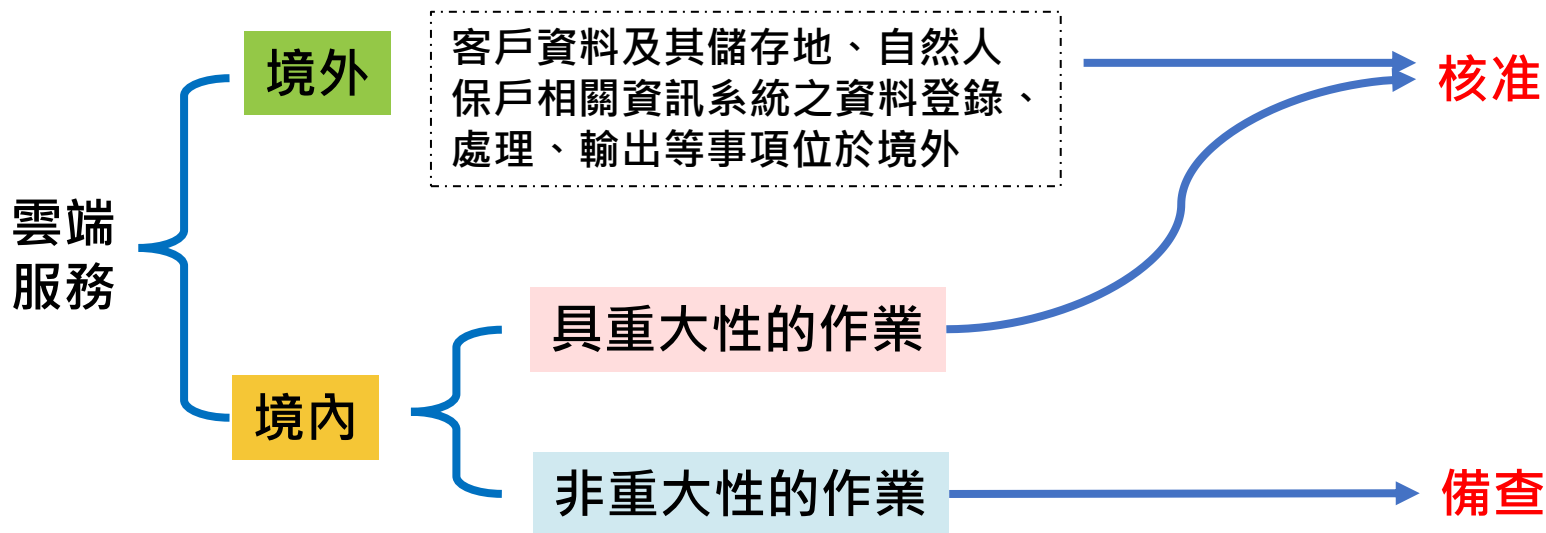 雲端
服務
境外
客戶資料及其儲存地、自然人
保戶相關資訊系統之資料登錄、
處理、輸出等事項位於境外
核准
境內
具重大性的作業
非重大性的作業
備查